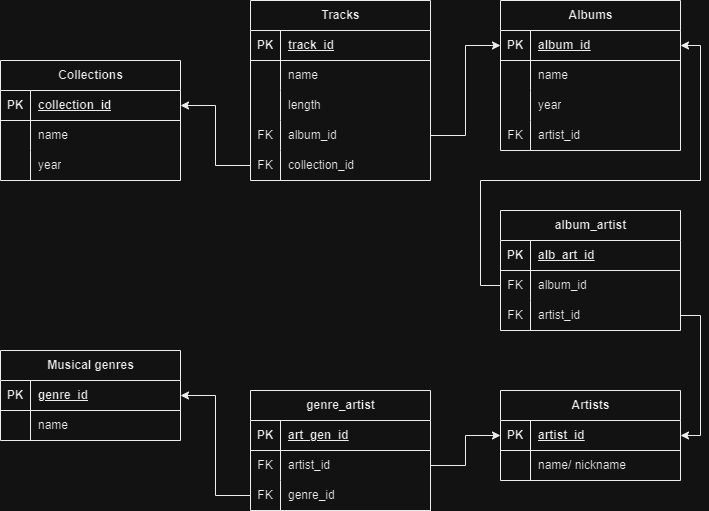 Tracks
PK track_id
name
length
FK album_id
FK collection_id
Albums
PK album_id
name
year
FK artist_id
Collections
PK collection_id
name
year
album_artist
PK alb_art_id
FK album_id
FK artist_id
Musical genres
PK genre_id
name
genre_artist
PK art_gen_id
FK artist_id
FK genre_id
Artists
PK artist_id
name/ nickname